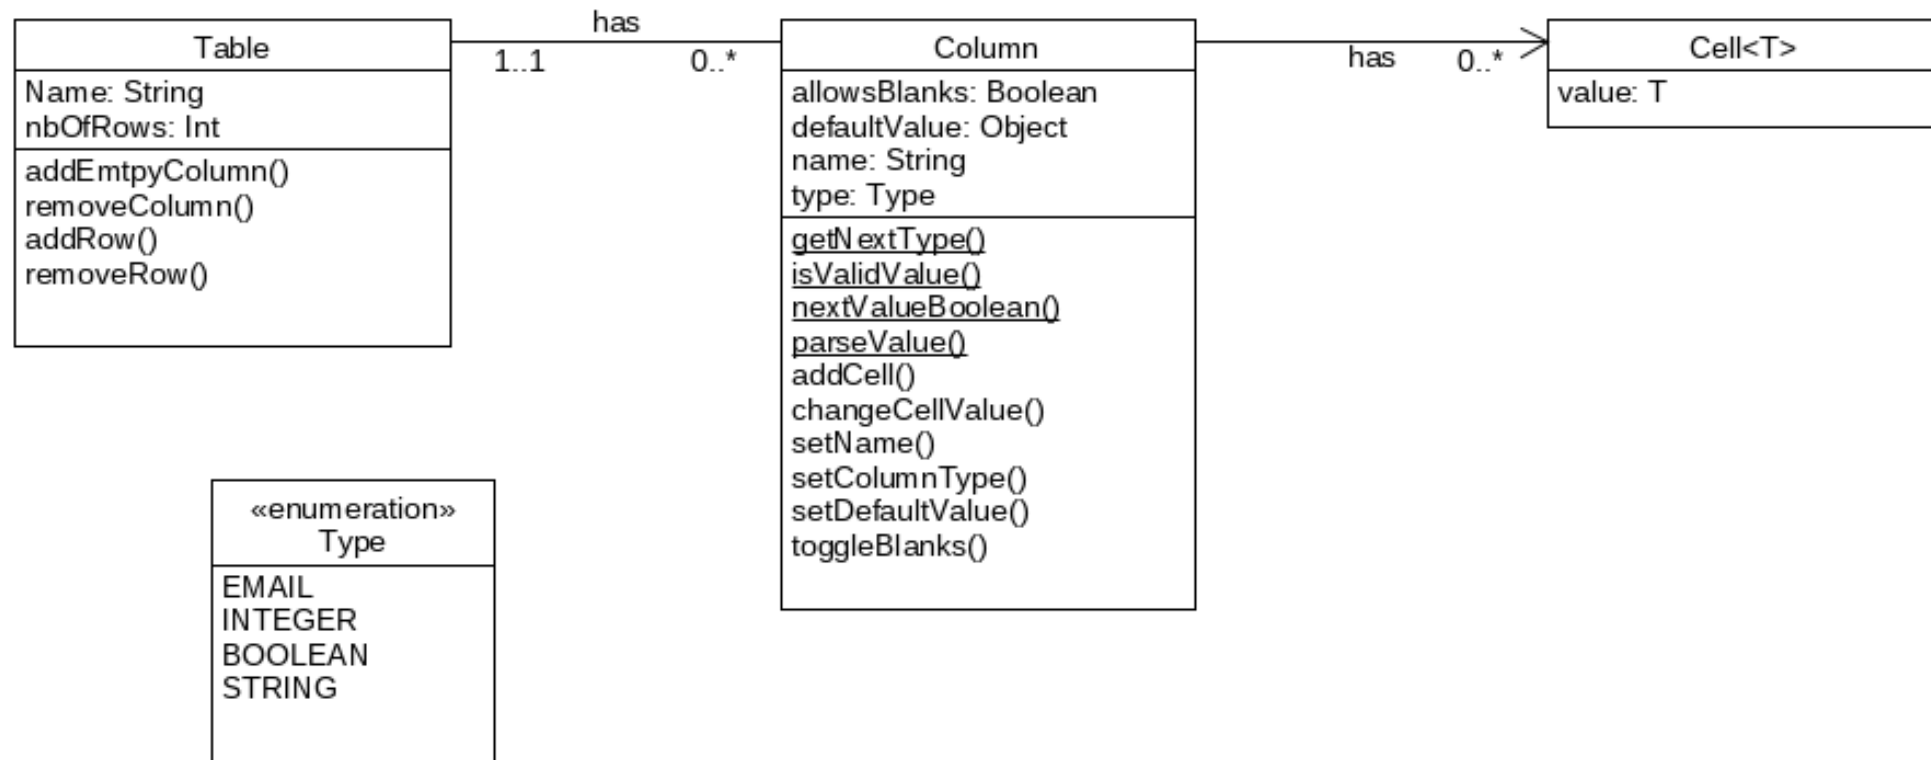 Table
Name: String
nbOfRows: Int
addEmtpyColumn()
removeColumn()
addRow()
removeRow()
has
1..1
0..*
Column
allowsBlanks: Boolean
defaultValue: Object
name: String
type: Type
getNextType()
isValidValue()
nextValueBoolean()
parseValue()
addCell()
changeCellValue()
setName()
setColumnType()
setDefaultValue()
toggleBlanks()
has
0..*
Cell<T>
value: T
«enumeration»
Type
EMAIL
INTEGER
BOOLEAN
STRING